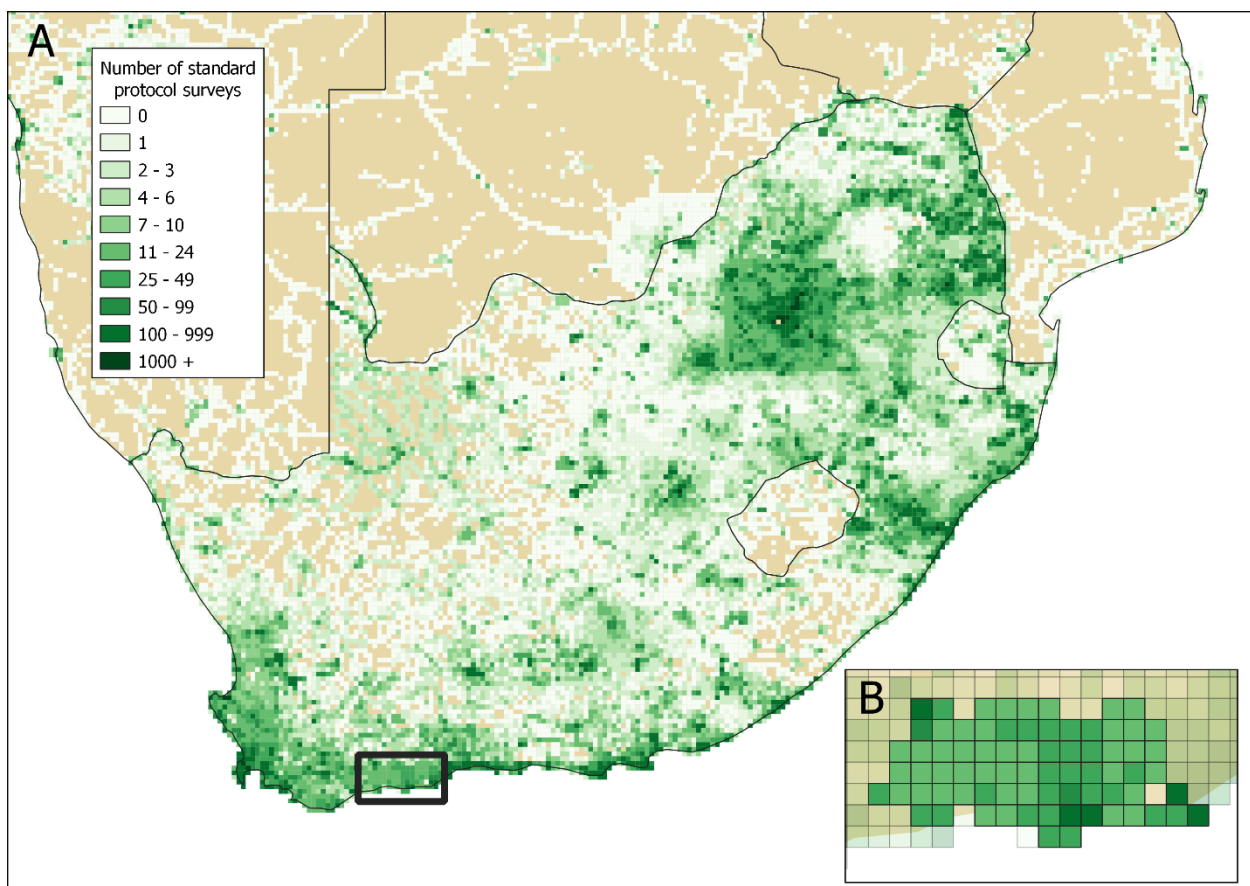 A
Number of standard
protocol surveys
0
1
2 - 3
4 - 6
7 - 10
11 - 24
25 - 49
50 - 99
100 - 999
1000 +
B